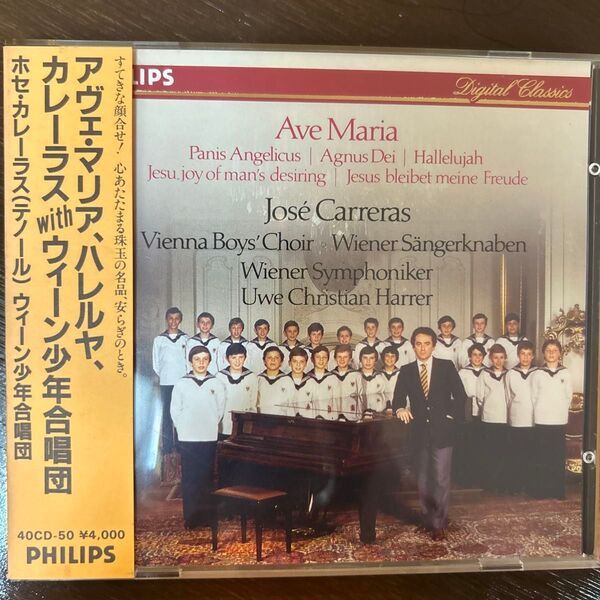 すてきな顔合せ! 心あたたまる珠玉の名品、安らぎのとき。
アヴェ・マリア、ハレルヤ、
カレーラスwithウィーン少年合唱団
ホセ・カレーラス(テノール) ウィーン少年合唱団
40CD-50 ¥4,000
PHILIPS
Digital Classics
Ave Maria
Panis Angelicus | Agnus Dei | Hallelujah
Jesu, joy of man's desiring | Jesus bleibet meine Freude
José Carreras
Vienna Boys' Choir · Wiener Sängerknaben
Wiener Symphoniker
Uwe Christian Harrer